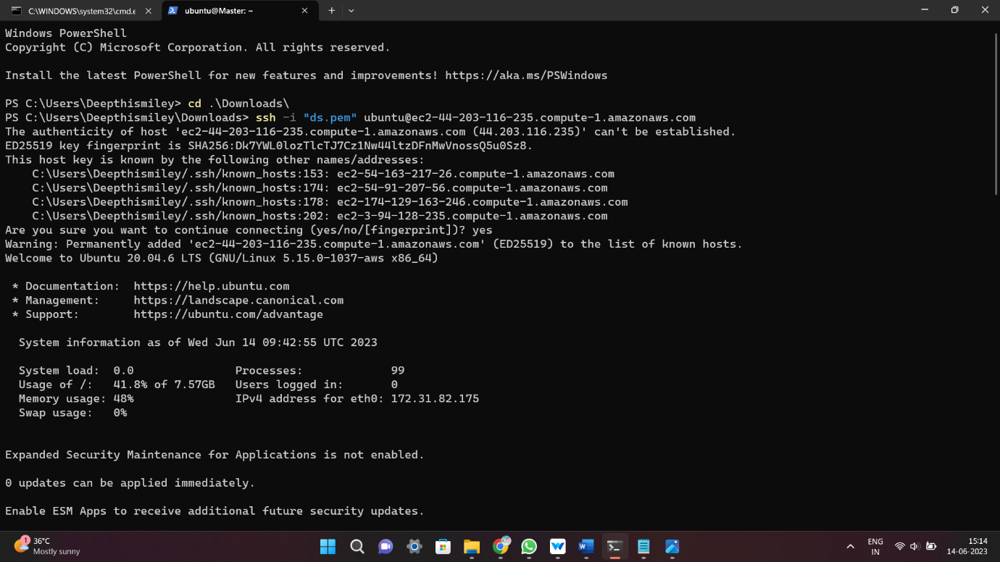 C:\WINDOWS\system32\cmd.e
ubuntu@Master: ~
Windows PowerShell
Copyright (C) Microsoft Corporation. All rights reserved.
Install the latest PowerShell for new features and improvements! https://aka.ms/PSWindows
PS C:\Users\Deepthismiley> cd .\Downloads\
PS C:\Users\Deepthismiley\Downloads> ssh -i "ds.pem" ubuntu@ec2-44-203-116-235.compute-1.amazonaws.com
The authenticity of host 'ec2-44-203-116-235.compute-1.amazonaws.com (44.203.116.235)' can't be established.
ED25519 key fingerprint is SHA256:Dk7YWL0lozTlcTJ7Cz1Nw44ltzDFnMwVnossQ5u0Sz8.
This host key is known by the following other names/addresses:
    C:\Users\Deepthismiley/.ssh/known_hosts:153: ec2-54-163-217-26.compute-1.amazonaws.com
    C:\Users\Deepthismiley/.ssh/known_hosts:174: ec2-54-91-207-56.compute-1.amazonaws.com
    C:\Users\Deepthismiley/.ssh/known_hosts:178: ec2-174-129-163-246.compute-1.amazonaws.com
    C:\Users\Deepthismiley/.ssh/known_hosts:202: ec2-3-94-128-235.compute-1.amazonaws.com
Are you sure you want to continue connecting (yes/no/[fingerprint])? yes
Warning: Permanently added 'ec2-44-203-116-235.compute-1.amazonaws.com' (ED25519) to the list of known hosts.
Welcome to Ubuntu 20.04.6 LTS (GNU/Linux 5.15.0-1037-aws x86_64)
 * Documentation:  https://help.ubuntu.com
 * Management:     https://landscape.canonical.com
 * Support:        https://ubuntu.com/advantage
  System information as of Wed Jun 14 09:42:55 UTC 2023
  System load:  0.0               Processes:             99
  Usage of /:   41.8% of 7.57GB   Users logged in:       0
  Memory usage: 48%               IPv4 address for eth0: 172.31.82.175
  Swap usage:   0%
Expanded Security Maintenance for Applications is not enabled.
0 updates can be applied immediately.
Enable ESM Apps to receive additional future security updates.
1
36°C
Mostly sunny
ENG
IN
15:14
14-06-2023